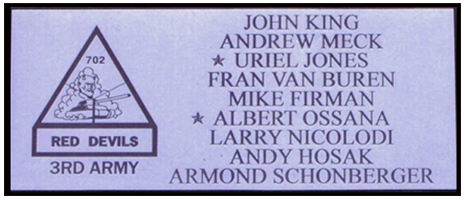 702
RED DEVILS
3RD ARMY
JOHN KING
ANDREW MECK
★ URIEL JONES
FRAN VAN BUREN
MIKE FIRMAN
★ ALBERT OSSANA
LARRY NICOLODI
ANDY HOSAK
ARMOND SCHONBERGER